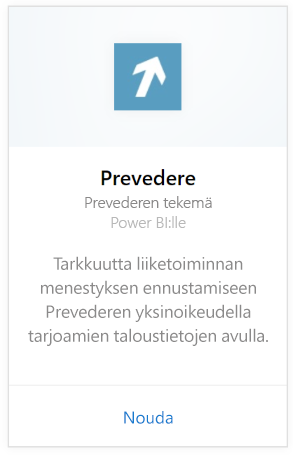 Prevedere
Prevederen tekemä
Power BI:lle
Tarkkuutta liiketoiminnan
menestyksen ennustamiseen
Prevederen yksinoikeudella
tarjoamien taloustietojen avulla.
Nouda